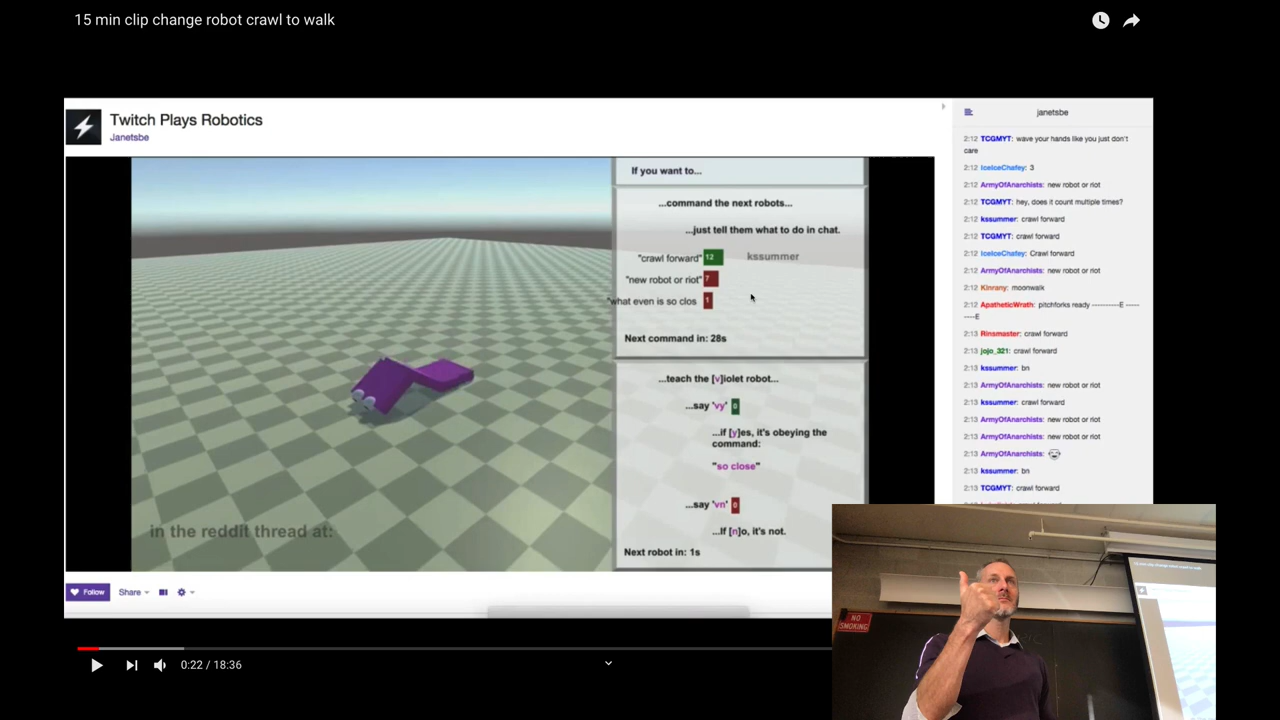 15 min clip change robot crawl to walk
Twitch Plays Robotics
Janetsbe
If you want to...
...command the next robots...
...just tell them what to do in chat.
"crawl forward" 12 kssummer
"new robot or riot" 7
"what even is so clos 1
Next command in: 28s
...teach the [v]iolet robot...
...say 'vy' 0
...if [y]es, it's obeying the
command:
"so close"
...say 'vn' 0
...If [n]o, it's not.
Next robot in: 1s
in the reddit thread at:
Follow Share
janetsbe
2:12 TCGMYT: wave your hands like you just don't
care
2:12 IceIceChafey: 3
2:12 ArmyOfAnarchists: new robot or riot
2:12 TCGMYT: hey, does it count multiple times?
2:12 kssummer: crawl forward
2:12 TCGMYT: crawl forward
2:12 IceIceChafey: Crawl forward
2:12 ArmyOfAnarchists: new robot or riot
2:12 Kinrany: moonwalk
2:12 ApatheticWrath: pitchforks ready ----------E -----
----E
2:13 Rinsmaster: crawl forward
2:13 jojo_321: crawl forward
2:13 kssummer: bn
2:13 ArmyOfAnarchists: new robot or riot
2:13 kssummer: crawl forward
2:13 ArmyOfAnarchists: new robot or riot
2:13 ArmyOfAnarchists: new robot or riot
2:13 ArmyOfAnarchists:
2:13 kssummer: bn
2:13 TCGMYT: crawl forward
0:22 / 18:36
NO
SMOKING